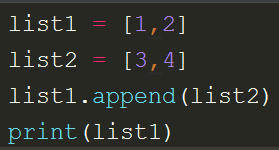 list1 = [1,2]
list2 = [3,4]
list1.append(list2)
print(list1)